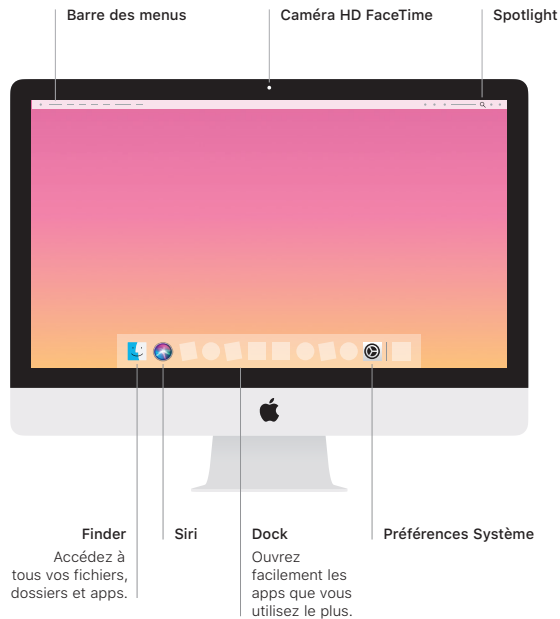 Barre des menus
Caméra HD FaceTime
Spotlight
Finder
Accédez à
tous vos fichiers,
dossiers et apps.
Siri
Dock
Ouvrez
facilement les
apps que vous
utilisez le plus.
Préférences Système